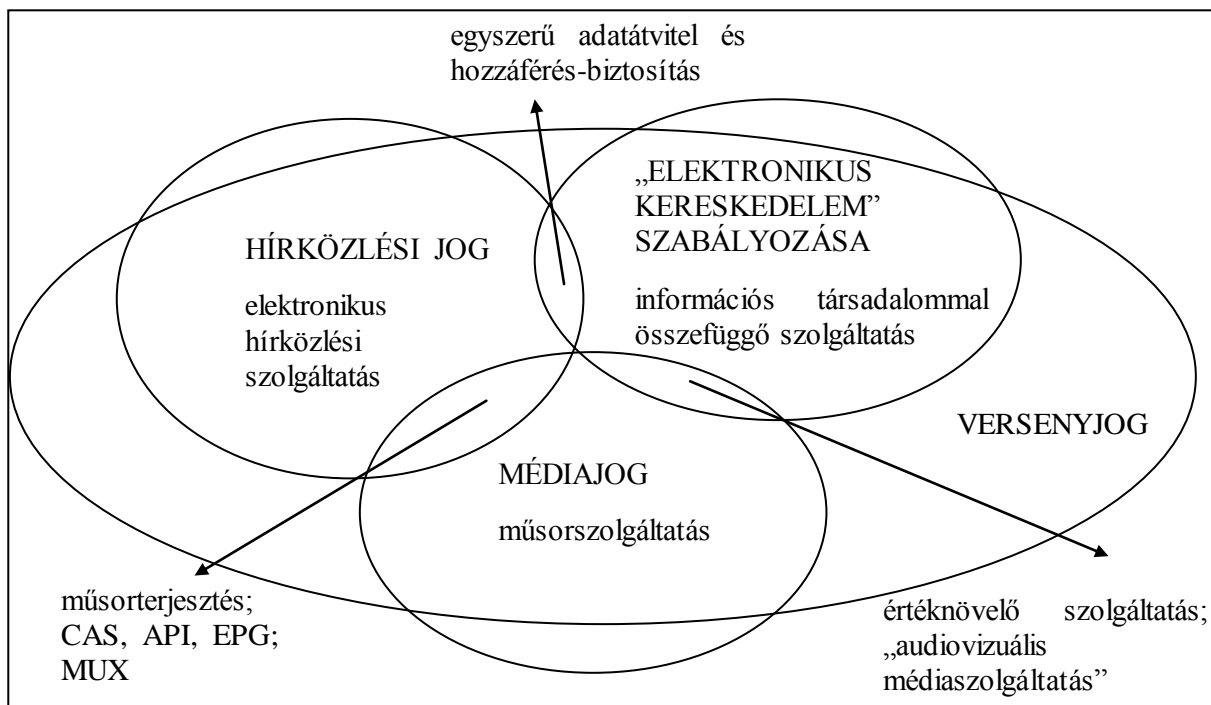 egyszerű adatátvitel és
hozzáférés-biztosítás
„ELEKTRONIKUS
KERESKEDELEM”
SZABÁLYOZÁSA
információs társadalommal
összefüggő szolgáltatás
HÍRKÖZLÉSI JOG
elektronikus
hírközlési
szolgáltatás
VERSENYJOG
MÉDIAJOG
műsorszolgáltatás
műsorterjesztés;
CAS, API, EPG;
MUX
értéknövelő szolgáltatás;
„audiovizuális
médiaszolgáltatás”